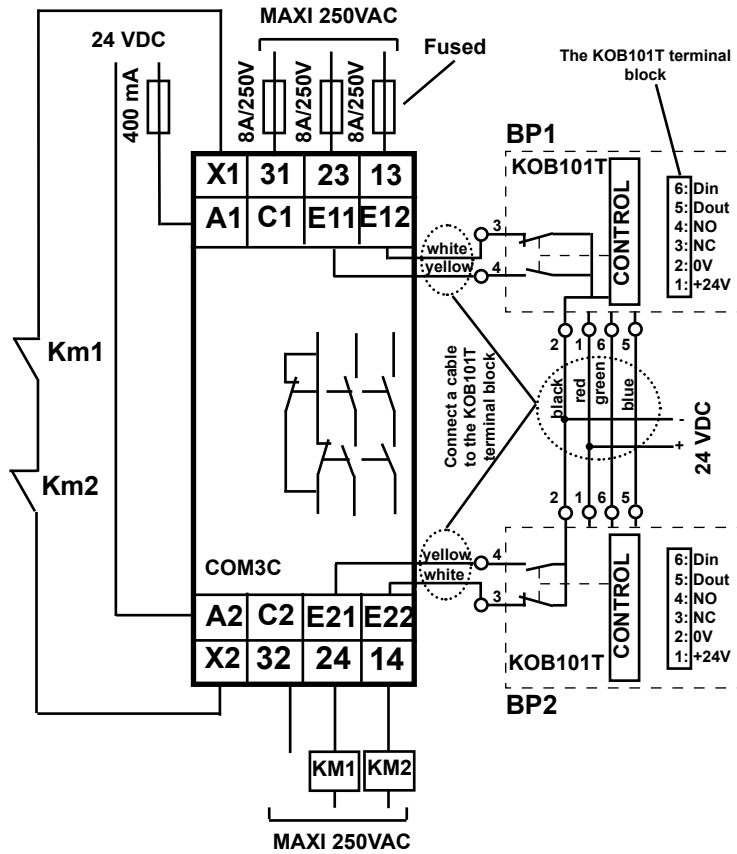 MAXI 250VAC
24 VDC
Fused
400 mA
8A/250V
8A/250V
8A/250V
The KOB101T terminal
block
X1 31 23 13
A1 C1 E11 E12
BP1
KOB101T
CONTROL
6: Din
5: Dout
4: NO
3: NC
2: 0V
1: +24V
3
white
yellow
4
2 1 6 5
black
red
green
blue
Connect a cable
to the KOB101T
terminal block
-
+
24 VDC
Km1
Km2
2 1 6 5
yellow
4
white
3
COM3C
A2 C2 E21 E22
X2 32 24 14
CONTROL
KOB101T
6: Din
5: Dout
4: NO
3: NC
2: 0V
1: +24V
BP2
KM1 KM2
MAXI 250VAC